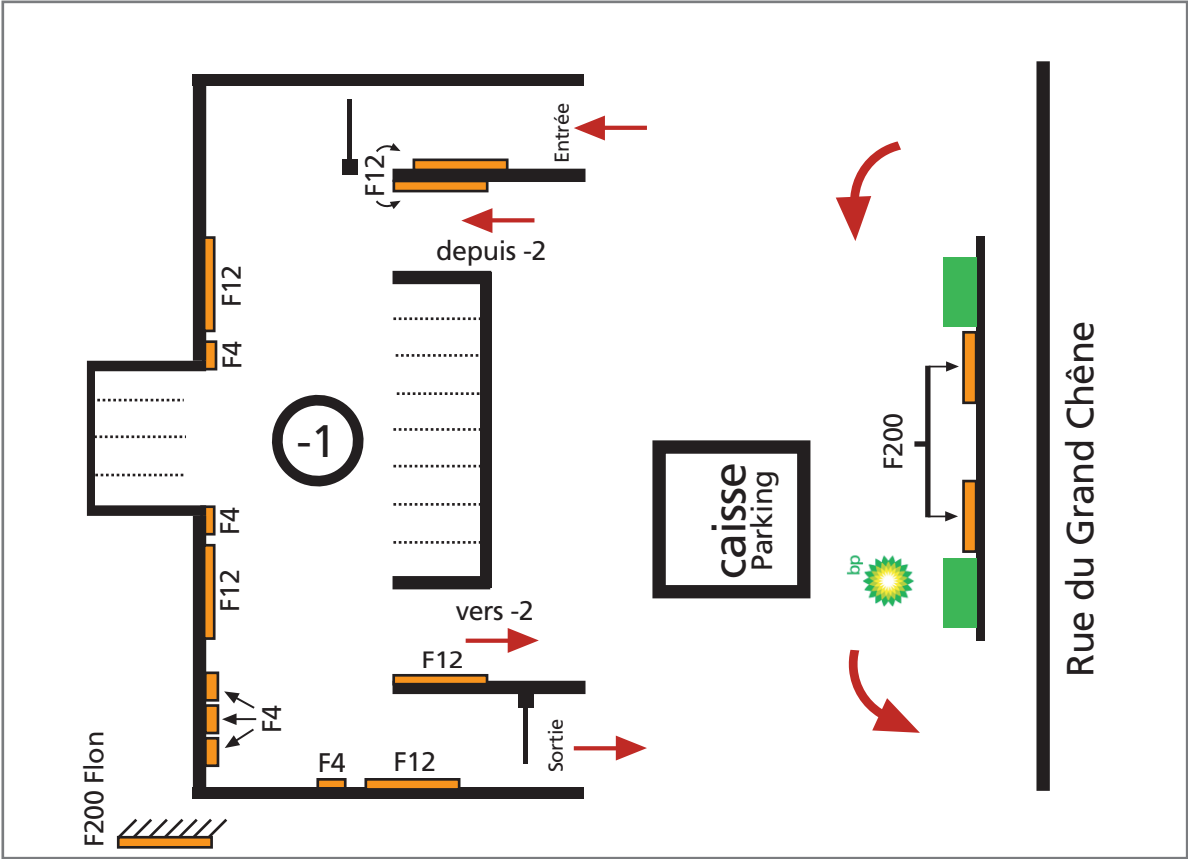 Entrée
F12
depuis -2
F12
F4
-1
F4
F12
F4
vers -2
F12
Sortie
F4
F12
F200 Flon
caisse
Parking
F200
bp
Rue du Grand Chêne